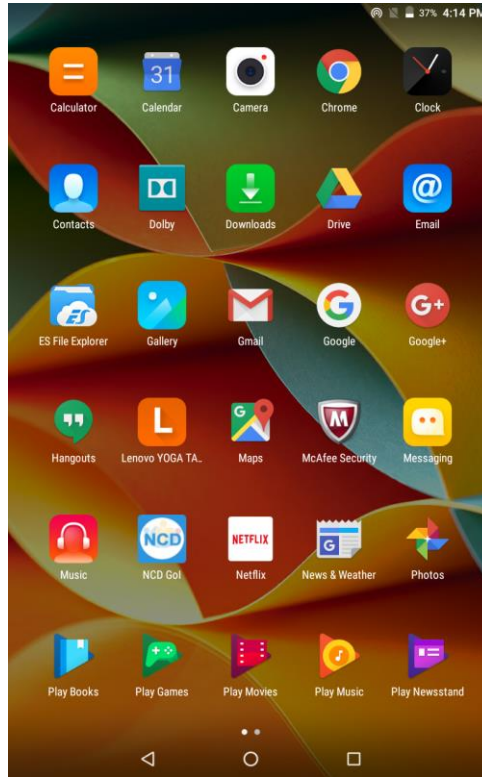 37% 4:14 PM
31
Calculator Calendar Camera Chrome Clock
@
Contacts Dolby Downloads Drive Email
ES G G+
ES File Explorer Gallery Gmail Google Google+
L G M
Hangouts Lenovo YOGA TA.. Maps McAfee Security Messaging
NCD NETFLIX G
Music NCD GoI Netflix News & Weather Photos
Play Books Play Games Play Movies Play Music Play Newsstand